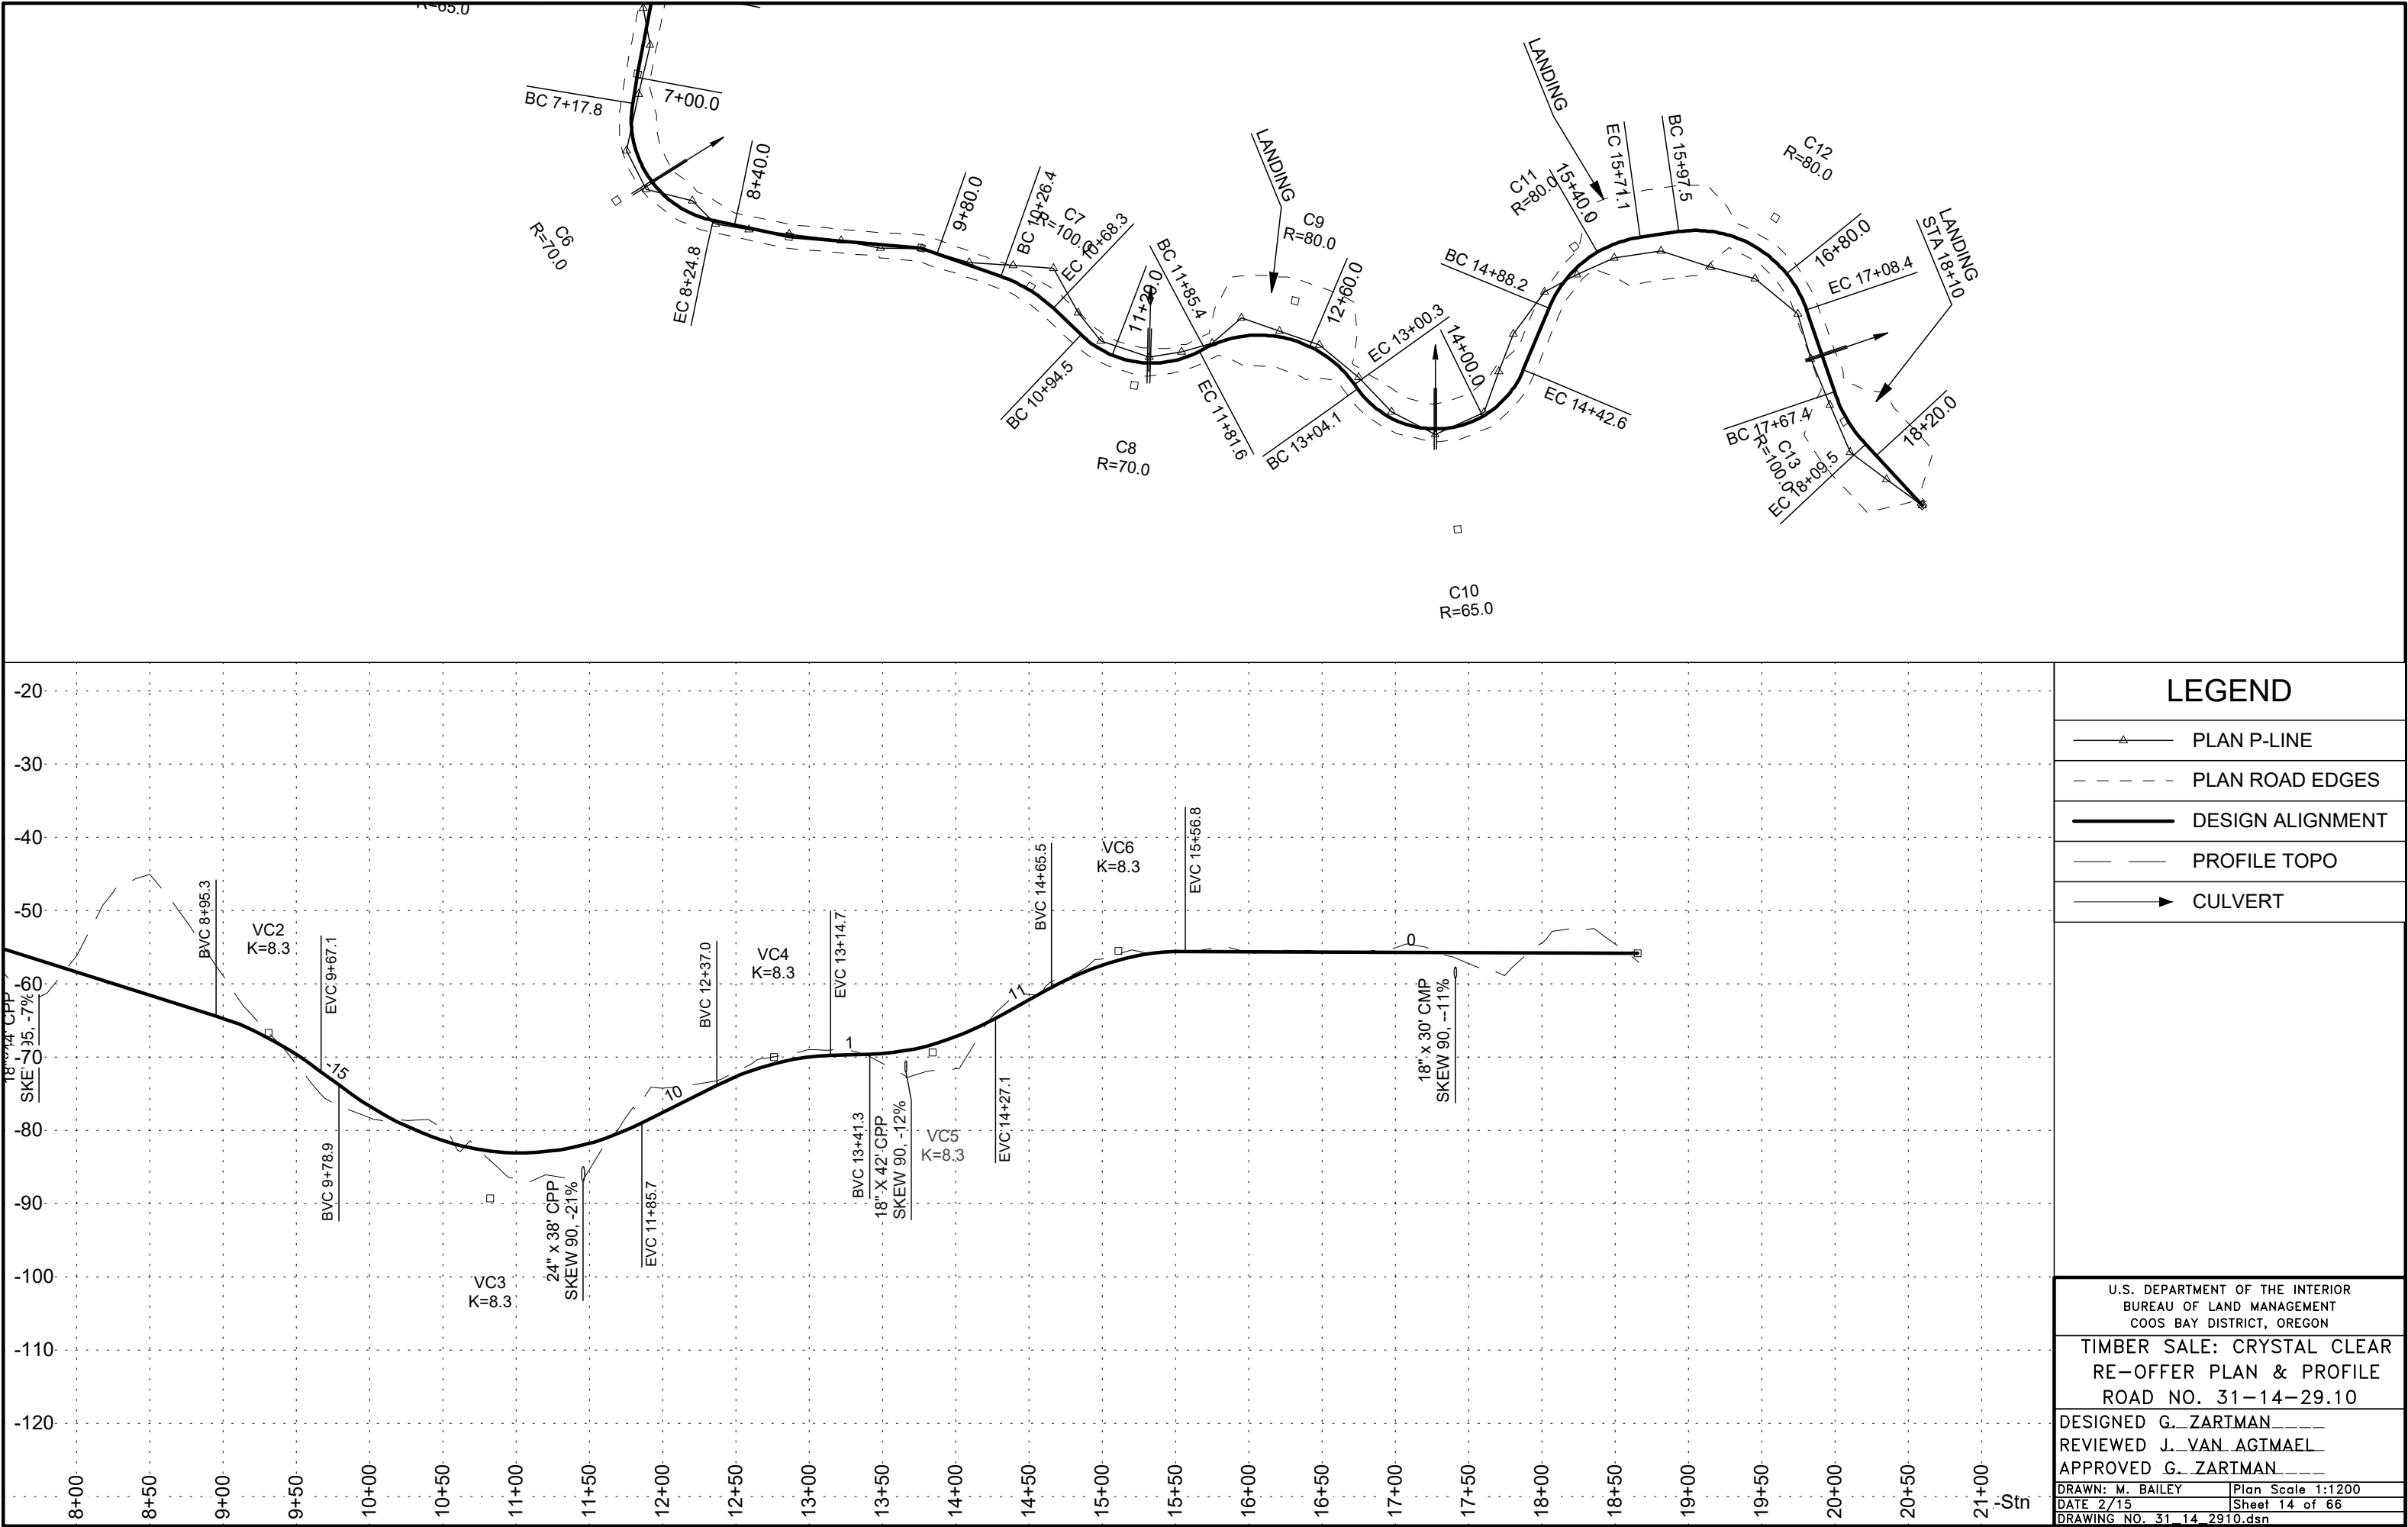 R=65.0
BC 7+17.8
7+00.0
C6
R=70.0
EC 8+24.8
8+40.0
9+80.0
BC 10+26.4
C7
R=100.0
EC 10+68.3
BC 10+94.5
11+20.0
BC 11+85.4
EC 11+81.6
C8
R=70.0
LANDING
C9
R=80.0
12+60.0
EC 13+00.3
BC 13+04.1
14+00.0
EC 14+42.6
C10
R=65.0
BC 14+88.2
LANDING
C11
R=80.0
15+40.0
EC 15+71.1
BC 15+97.5
C12
R=80.0
16+80.0
EC 17+08.4
LANDING
STA 18+10
BC 17+67.4
C13
R=100.0
EC 18+09.5
18+20.0
-20
-30
-40
-50
-60
-70
-80
-90
-100
-110
-120
BVC 8+95.3
VC2
K=8.3
EVC 9+67.1
-15
BVC 9+78.9
VC3
K=8.3
24" x 38' CPP
SKEW 90, -21%
EVC 11+85.7
10
BVC 12+37.0
VC4
K=8.3
EVC 13+14.7
1
BVC 13+41.3
18" X 42' CPP
SKEW 90, -12%
VC5
K=8.3
EVC 14+27.1
11
BVC 14+65.5
VC6
K=8.3
EVC 15+56.8
0
18" x 30' CMP
SKEW 90, --11%
8+00
8+50
9+00
9+50
10+00
10+50
11+00
11+50
12+00
12+50
13+00
13+50
14+00
14+50
15+00
15+50
16+00
16+50
17+00
17+50
18+00
18+50
19+00
19+50
20+00
20+50
21+00
-Stn
LEGEND
PLAN P-LINE
PLAN ROAD EDGES
DESIGN ALIGNMENT
PROFILE TOPO
CULVERT
U.S. DEPARTMENT OF THE INTERIOR
BUREAU OF LAND MANAGEMENT
COOS BAY DISTRICT, OREGON
TIMBER SALE: CRYSTAL CLEAR
RE-OFFER PLAN & PROFILE
ROAD NO. 31-14-29.10
DESIGNED G. ZARTMAN
REVIEWED J. VAN AGTMAEL
APPROVED G. ZARTMAN
DRAWN: M. BAILEY Plan Scale 1:1200
DATE 2/15 Sheet 14 of 66
DRAWING NO. 31_14_2910.dsn